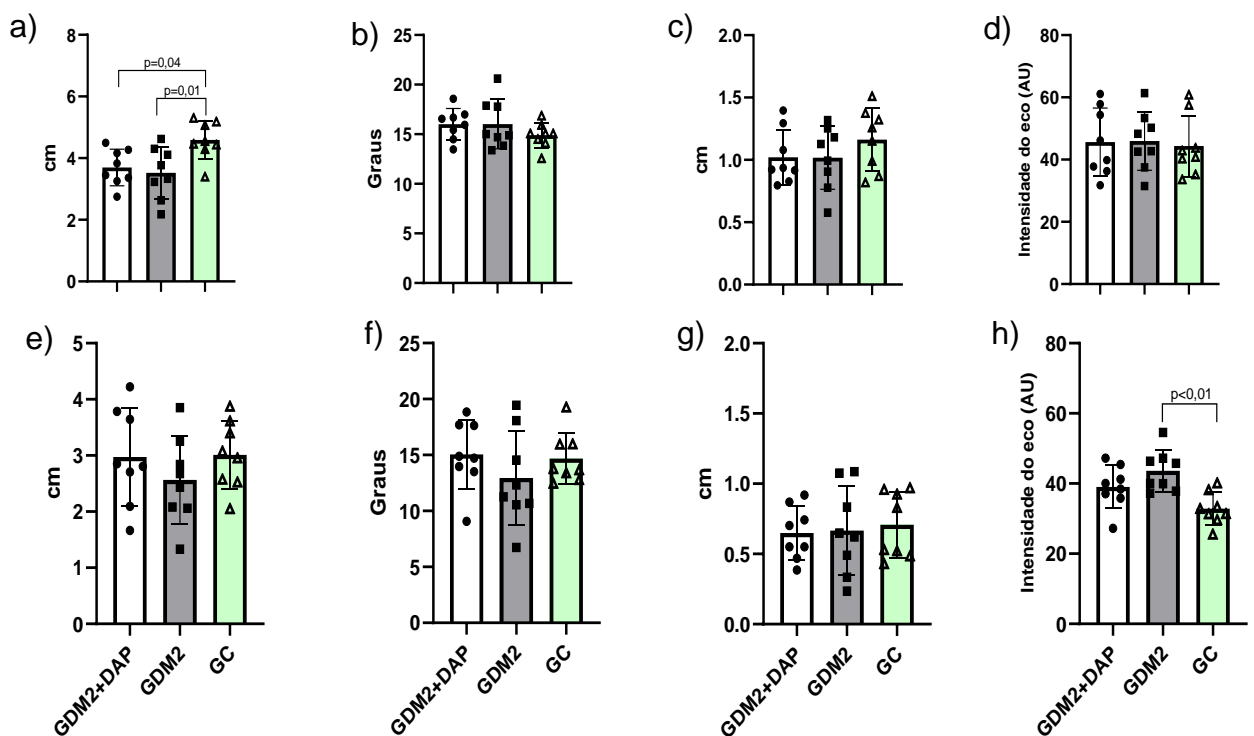 a)
8
6
4
2
0
cm
p=0,04
p=0,01
b)
25
20
15
10
5
0
Graus
c)
2.0
1.5
1.0
0.5
0.0
cm
d)
80
60
40
20
0
Intensidade do eco (AU)
e)
5
4
3
2
1
0
cm
GDM2+DAP
GDM2
GC
f)
25
20
15
10
5
0
Graus
GDM2+DAP
GDM2
GC
g)
2.0
1.5
1.0
0.5
0.0
cm
GDM2+DAP
GDM2
GC
h)
80
60
40
20
0
Intensidade do eco (AU)
p<0,01
GDM2+DAP
GDM2
GC